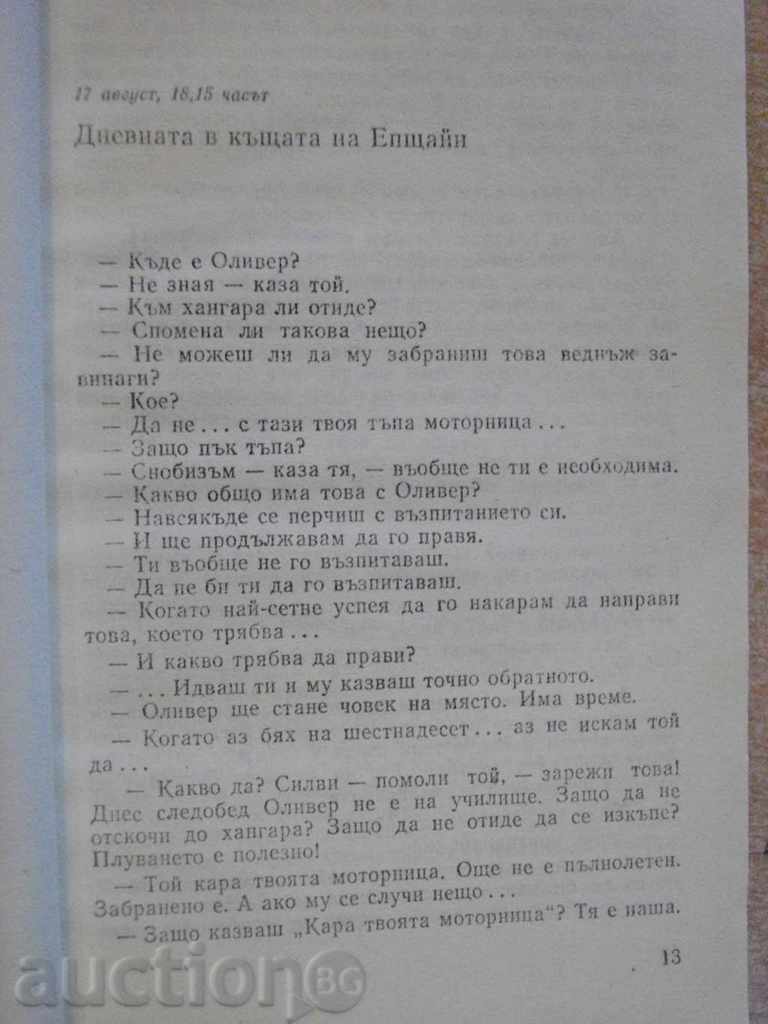 17 август, 18,15 часът
Дневната в къщата на Епщайн
— Къде е Оливер?
— Не зная — каза той.
— Към хангара ли отиде?
— Спомена ли такова нещо?
— Не можеш ли да му забраниш това веднъж за-
винаги?
— Кое?
— Да не... с тази твоя тъпа моторница...
— Защо пък тъпа?
— Снобизъм — каза тя, — въобще не ти е необходима.
— Какво общо има това с Оливер?
— Навсякъде се перчиш с възпитанието си.
— И ще продължавам да го правя.
— Ти въобще не го възпитаваш.
— Да не би ти да го възпитаваш.
— Когато най-сетне успея да го накарам да направи
това, което трябва...
— И какво трябва да прави?
— ... Идваш ти и му казваш точно обратното.
— Оливер ще стане човек на място. Има време.
— Когато аз бях на шестнадесет... аз не искам той
да...
— Какво да? Силви — помоли той, — зарежи това!
Днес следобед Оливер не е на училище. Защо да не
отскочи до хангара? Защо да не отиде да се изкъпе?
Плуването е полезно!
— Той кара твоята моторница. Още не е пълнолетен.
Забранено е. А ако му се случи нещо...
— Защо казваш „Кара твоята моторница“? Тя е наша.
13
auctionBG